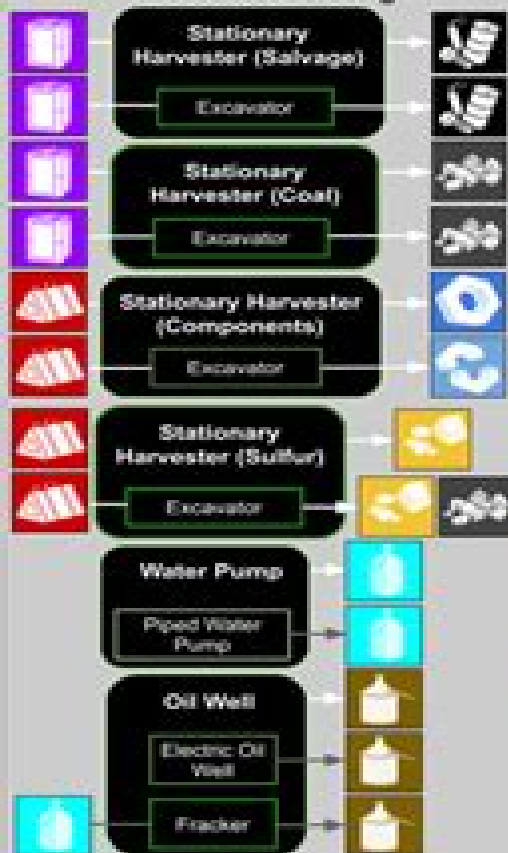 Stationary
Harvester (Salvage)
Excavator
Stationary
Harvester (Coal)
Excavator
Stationary Harvester
(Components)
Excavator
Stationary
Harvester (Sulfur)
Excavator
Water Pump
Piped Water
Pump
Oil Well
Electric Oil
Well
Fracker